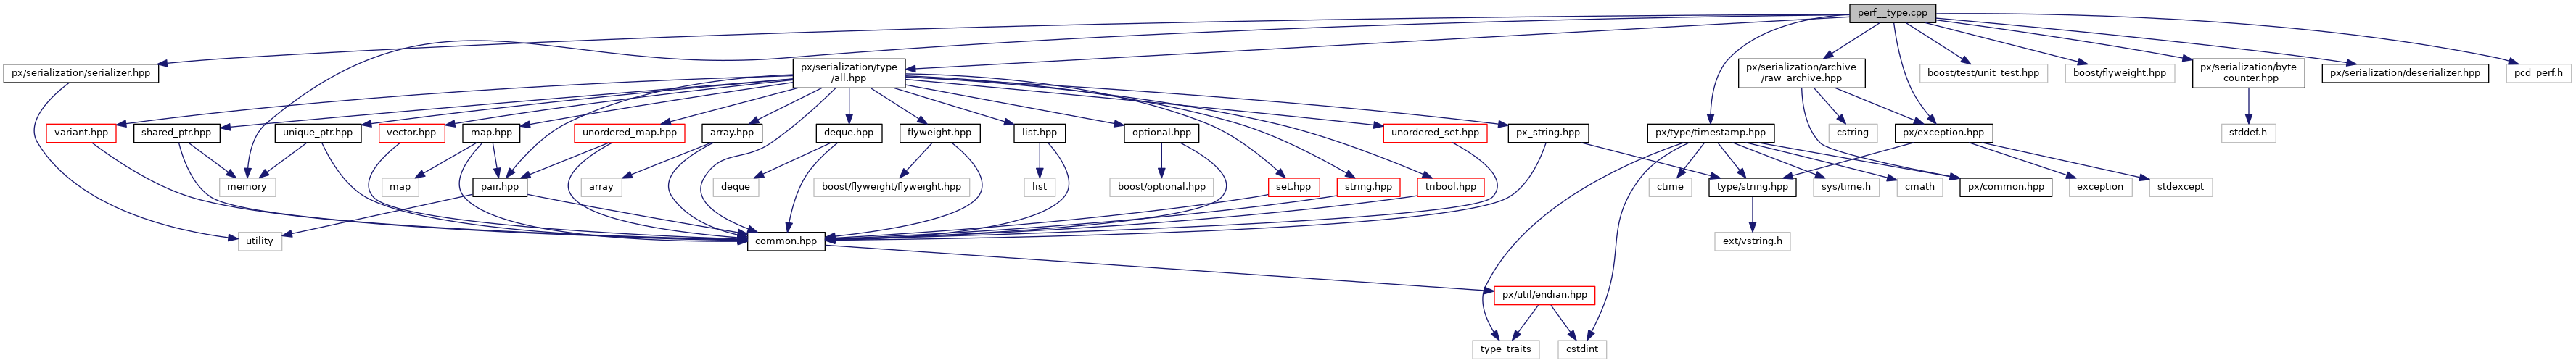 perf__type.cpp
px/serialization/serializer.hpp
px/serialization/type
/all.hpp
px/serialization/archive
/raw_archive.hpp
boost/test/unit_test.hpp
boost/flyweight.hpp
px/serialization/byte
_counter.hpp
px/serialization/deserializer.hpp
pcd_perf.h
variant.hpp
shared_ptr.hpp
unique_ptr.hpp
vector.hpp
map.hpp
unordered_map.hpp
array.hpp
deque.hpp
flyweight.hpp
list.hpp
optional.hpp
unordered_set.hpp
px_string.hpp
px/type/timestamp.hpp
cstring
px/exception.hpp
stddef.h
memory
map
pair.hpp
array
deque
boost/flyweight/flyweight.hpp
list
boost/optional.hpp
set.hpp
string.hpp
tribool.hpp
ctime
type/string.hpp
sys/time.h
cmath
px/common.hpp
exception
stdexcept
utility
common.hpp
ext/vstring.h
px/util/endian.hpp
type_traits
cstdint